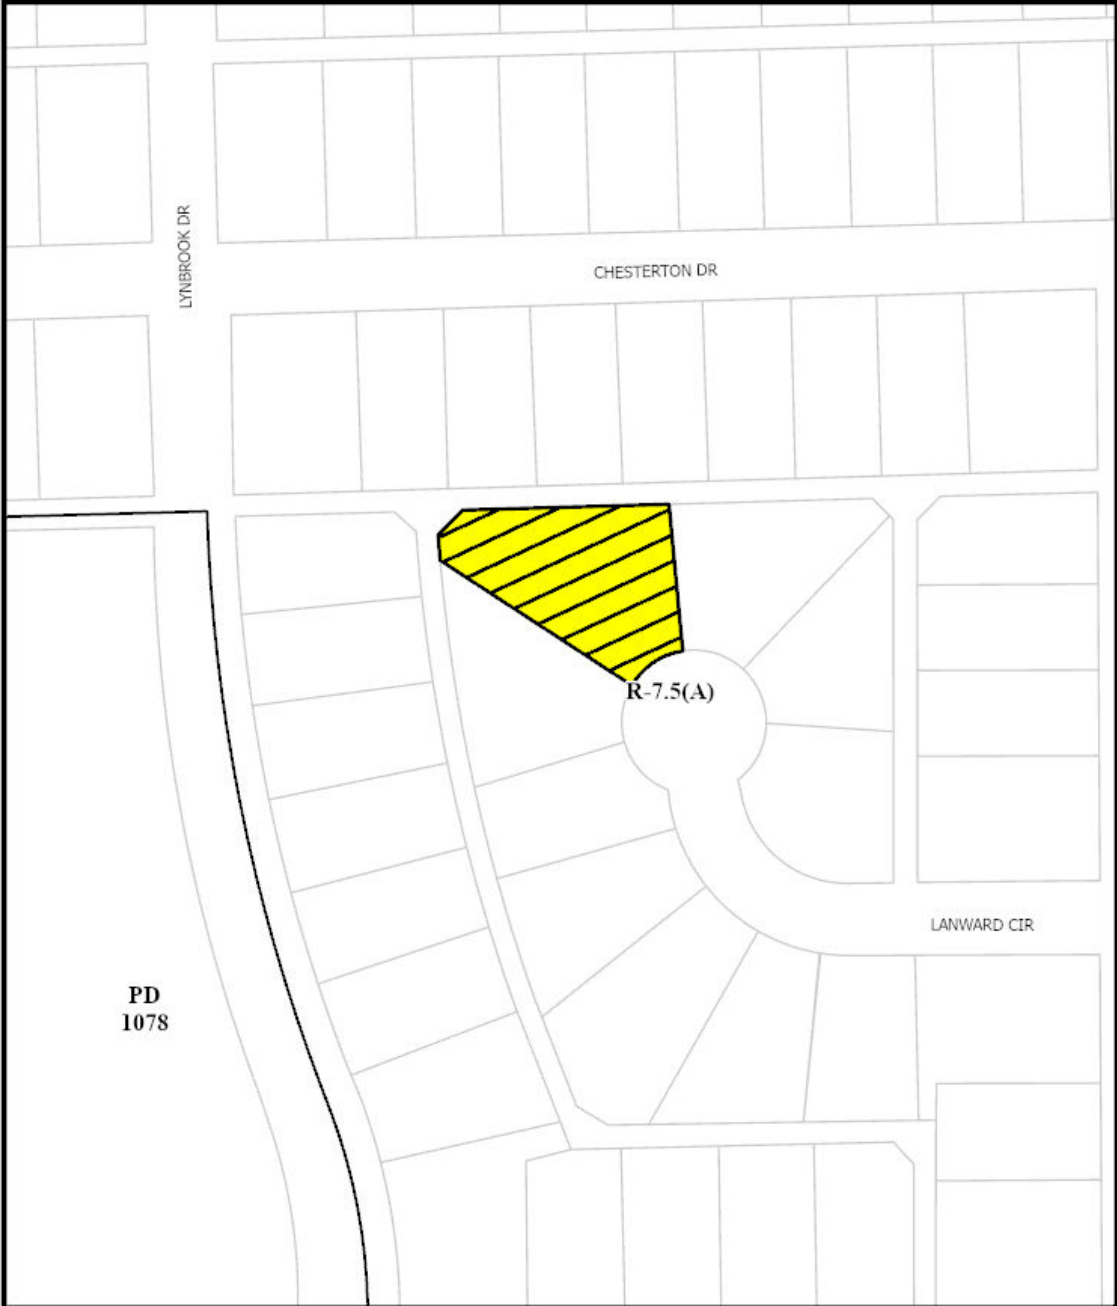 LYNBROOK DR
CHESTERTON DR
R-7.5(A)
LANWARD CIR
PD
1078